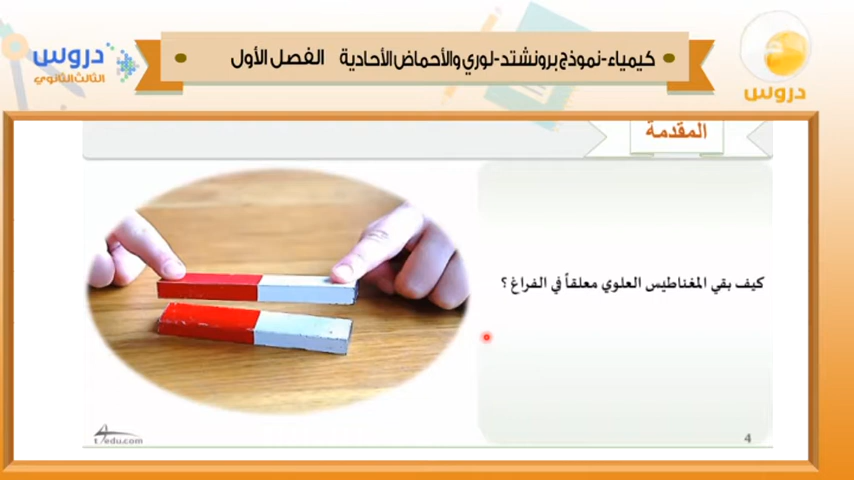 كيمياء-نموذج برونشتد-لوري والأحماض الأحادية الفصل الأول
دروس
الثالث الثانوي
دروس
المقدمة
كيف بقي المغناطيس العلوي معلقاً في الفراغ ؟
t4edu.com
4